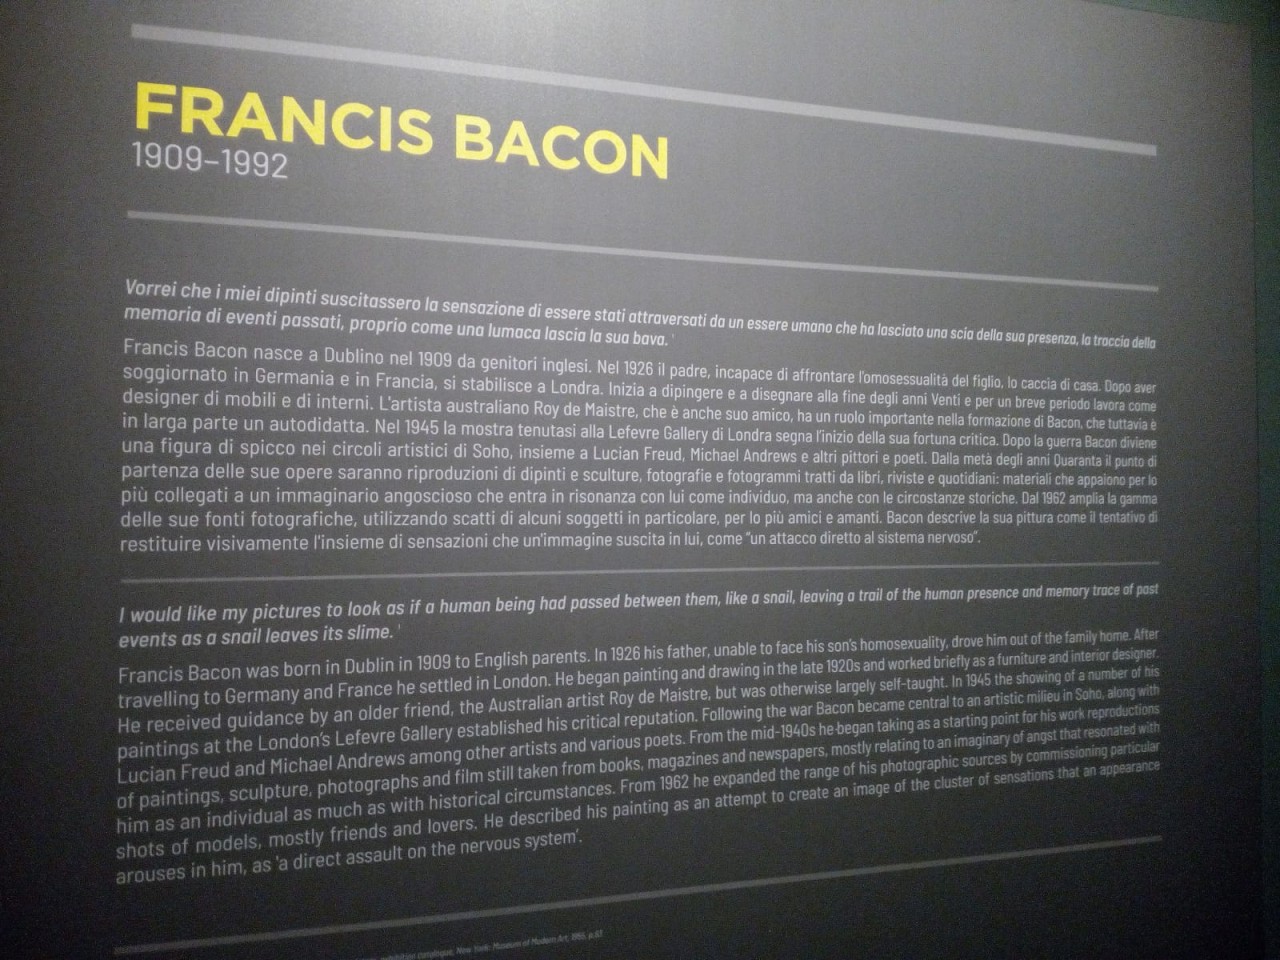 FRANCIS BACON
1909–1992
Vorrei che i miei dipinti suscitassero la sensazione di essere stati attraversati da un essere umano che ha lasciato una scia della sua presenza, la traccia della
memoria di eventi passati, proprio come una lumaca lascia la sua bava.
Francis Bacon nasce a Dublino nel 1909 da genitori inglesi. Nel 1926 il padre, incapace di affrontare l'omosessualità del figlio, lo caccia di casa. Dopo aver
soggiornato in Germania e in Francia, si stabilisce a Londra. Inizia a dipingere e a disegnare alla fine degli anni Venti e per un breve periodo lavora come
designer di mobili e di interni. L'artista australiano Roy de Maistre, che è anche suo amico, ha un ruolo importante nella formazione di Bacon, che tuttavia è
in larga parte un autodidatta. Nel 1945 la mostra tenutasi alla Lefevre Gallery di Londra segna l'inizio della sua fortuna critica. Dopo la guerra Bacon diviene
una figura di spicco nei circoli artistici di Soho, insieme a Lucian Freud, Michael Andrews e altri pittori e poeti. Dalla metà degli anni Quaranta il punto di
partenza delle sue opere saranno riproduzioni di dipinti e sculture, fotografie e fotogrammi tratti da libri, riviste e quotidiani: materiali che appaiono per lo
più collegati a un immaginario angoscioso che entra in risonanza con lui come individuo, ma anche con le circostanze storiche. Dal 1962 amplia la gamma
delle sue fonti fotografiche, utilizzando scatti di alcuni soggetti in particolare, per lo più amici e amanti. Bacon descrive la sua pittura come il tentativo di
restituire visivamente l'insieme di sensazioni che un'immagine suscita in lui, come "un attacco diretto al sistema nervoso".
I would like my pictures to look as if a human being had passed between them, like a snail, leaving a trail of the human presence and memory trace of past
events as a snail leaves its slime.
Francis Bacon was born in Dublin in 1909 to English parents. In 1926 his father, unable to face his son's homosexuality, drove him out of the family home. After
travelling to Germany and France he settled in London. He began painting and drawing in the late 1920s and worked briefly as a furniture and interior designer.
He received guidance by an older friend, the Australian artist Roy de Maistre, but was otherwise largely self-taught. In 1945 the showing of a number of his
paintings at the London's Lefevre Gallery established his critical reputation. Following the war Bacon became central to an artistic milieu in Soho, along with
Lucian Freud and Michael Andrews among other artists and various poets. From the mid-1940s he began taking as a starting point for his work reproductions
of paintings, sculpture, photographs and film still taken from books, magazines and newspapers, mostly relating to an imaginary of angst that resonated with
him as an individual as much as with historical circumstances. From 1962 he expanded the range of his photographic sources by commissioning particular
shots of models, mostly friends and lovers. He described his painting as an attempt to create an image of the cluster of sensations that an appearance
arouses in him, as 'a direct assault on the nervous system'.
exhibition catalogue, New York: Museum of Modern Art,